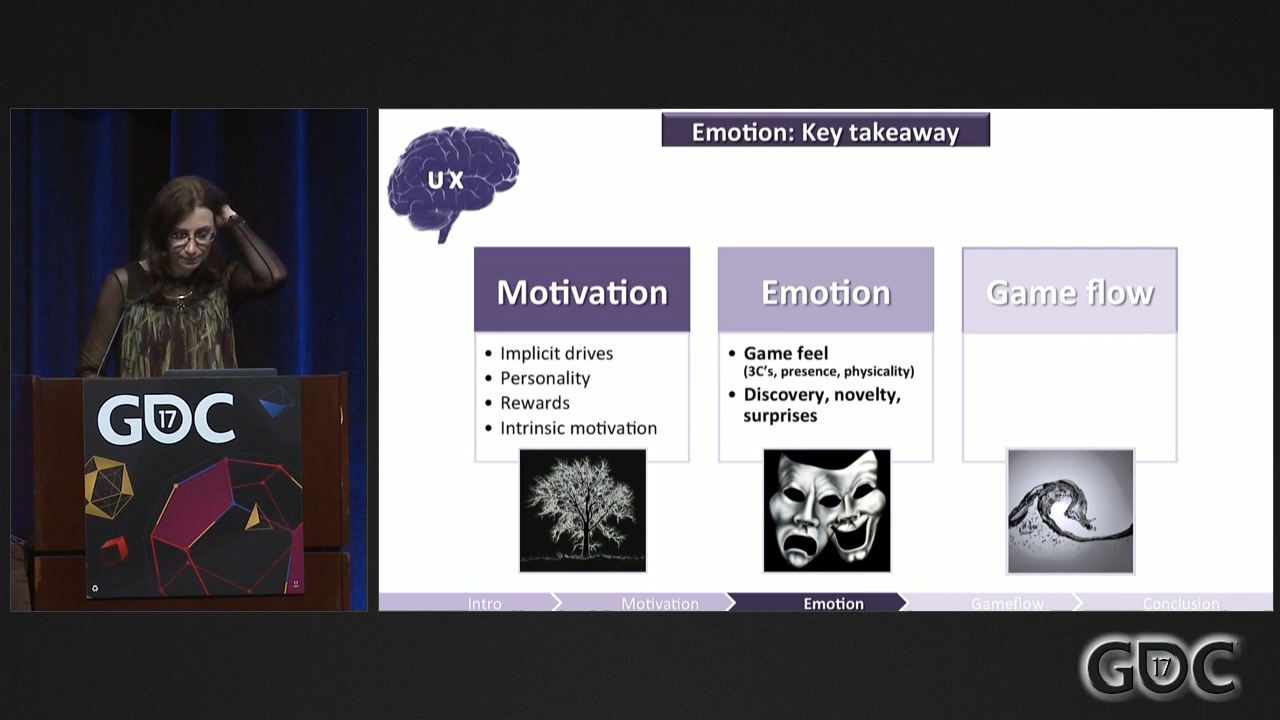 Emotion: Key takeaway
UX
Motivation
Emotion
Game flow
• Implicit drives
• Personality
• Rewards
• Intrinsic motivation
• Game feel
(3C's, presence, physicality)
• Discovery, novelty,
surprises
Intro
Motivation
Emotion
Gameflow
Conclusion
GDC
17
GDC
17